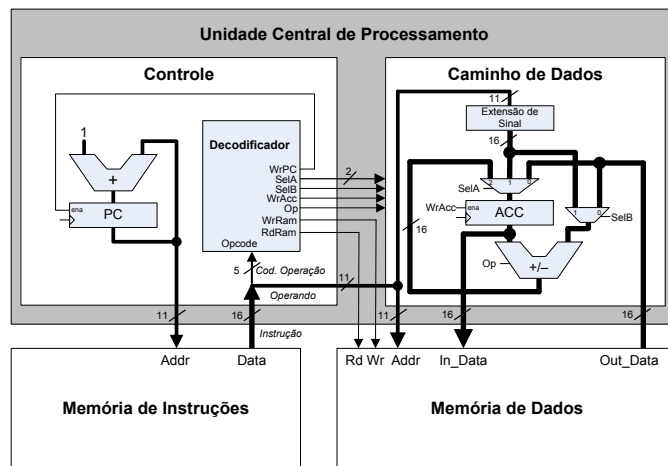 Unidade Central de Processamento
Controle
1
+
ena
PC
Decodificador
WrPC
SelA
SelB
WrAcc
Op
WrRam
RdRam
Opcode
2
5
Cod. Operação
11
Operando
11
16
Instrução
Caminho de Dados
11
Extensão de
Sinal
16
2 1 0
SelA
WrAcc
ena
ACC
1 0
SelB
16
Op
+/–
11
16
16
Addr
Data
Rd Wr Addr
In_Data
Out_Data
Memória de Instruções
Memória de Dados